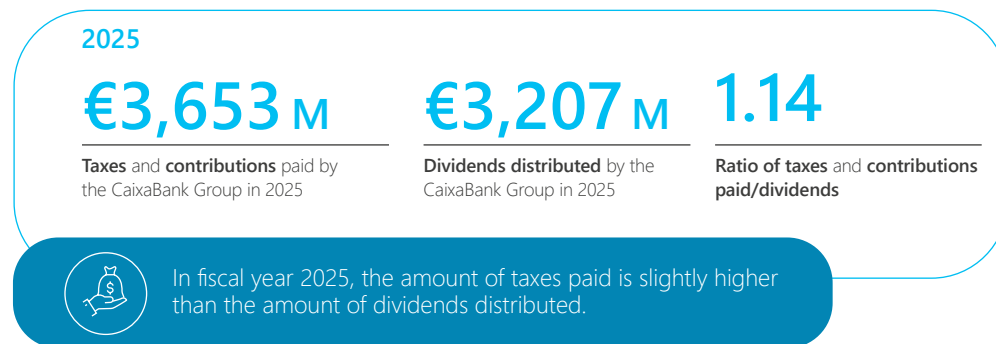 2025
€3,653 M
Taxes and contributions paid by
the CaixaBank Group in 2025
€3,207 M
Dividends distributed by the
CaixaBank Group in 2025
1.14
Ratio of taxes and contributions
paid/dividends
$
In fiscal year 2025, the amount of taxes paid is slightly higher
than the amount of dividends distributed.